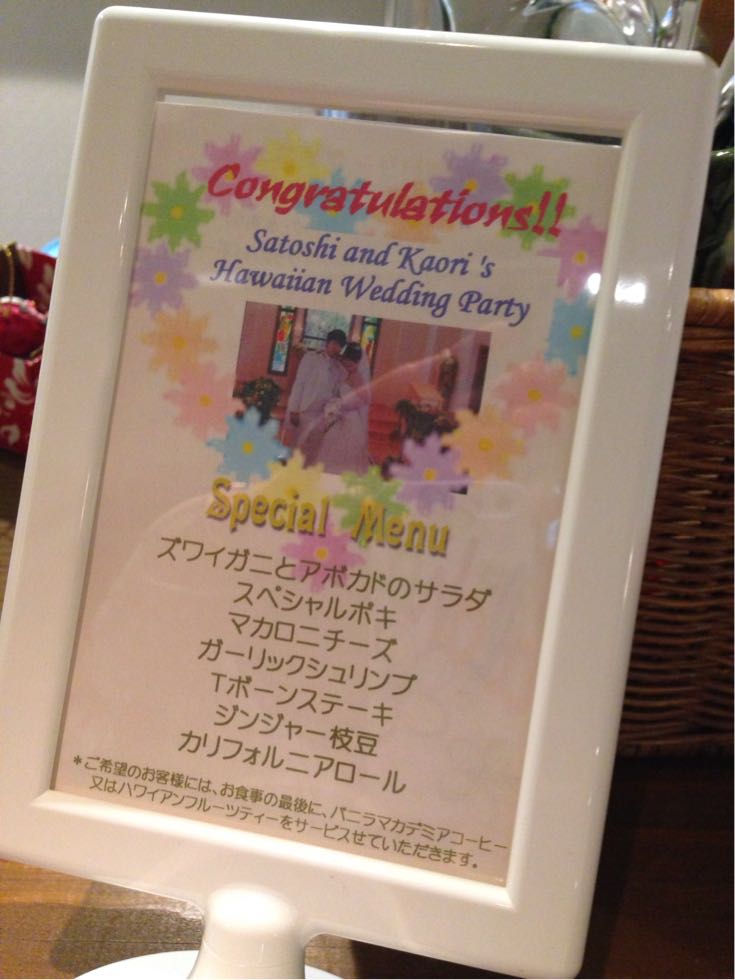 Congratulations!!
Satoshi and Kaori 's
Hawaiian Wedding Party
Special Menu
ズワイガニとアボカドのサラダ
スペシャルポキ
マカロニチーズ
ガーリックシュリンプ
Tボーンステーキ
ジンジャー枝豆
カリフォルニアロール
*ご希望のお客様には、お食事の最後に、バニラマカデミアコーヒー
又はハワイアンフルーツティーをサービスせていただきます。